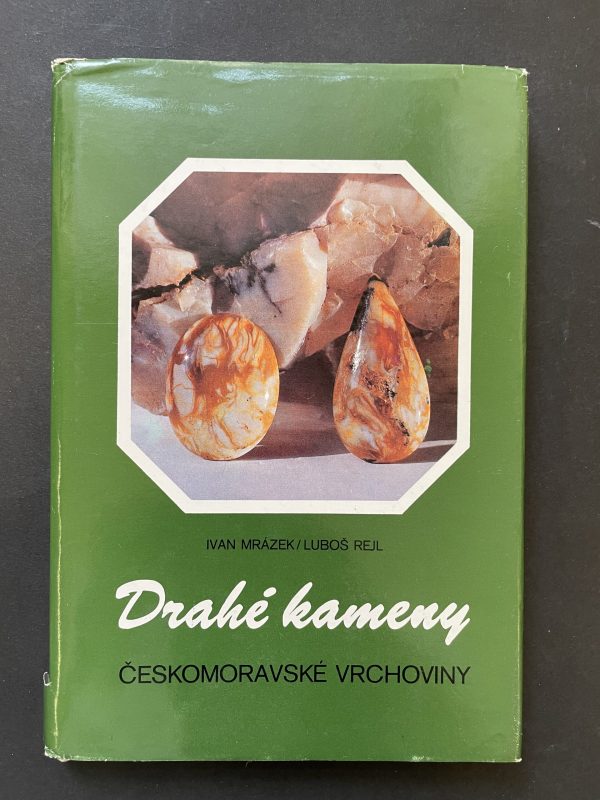 IVAN MRÁZEK/LUBOŠ REJL
Drahé kameny
ČESKOMORAVSKÉ VRCHOVINY